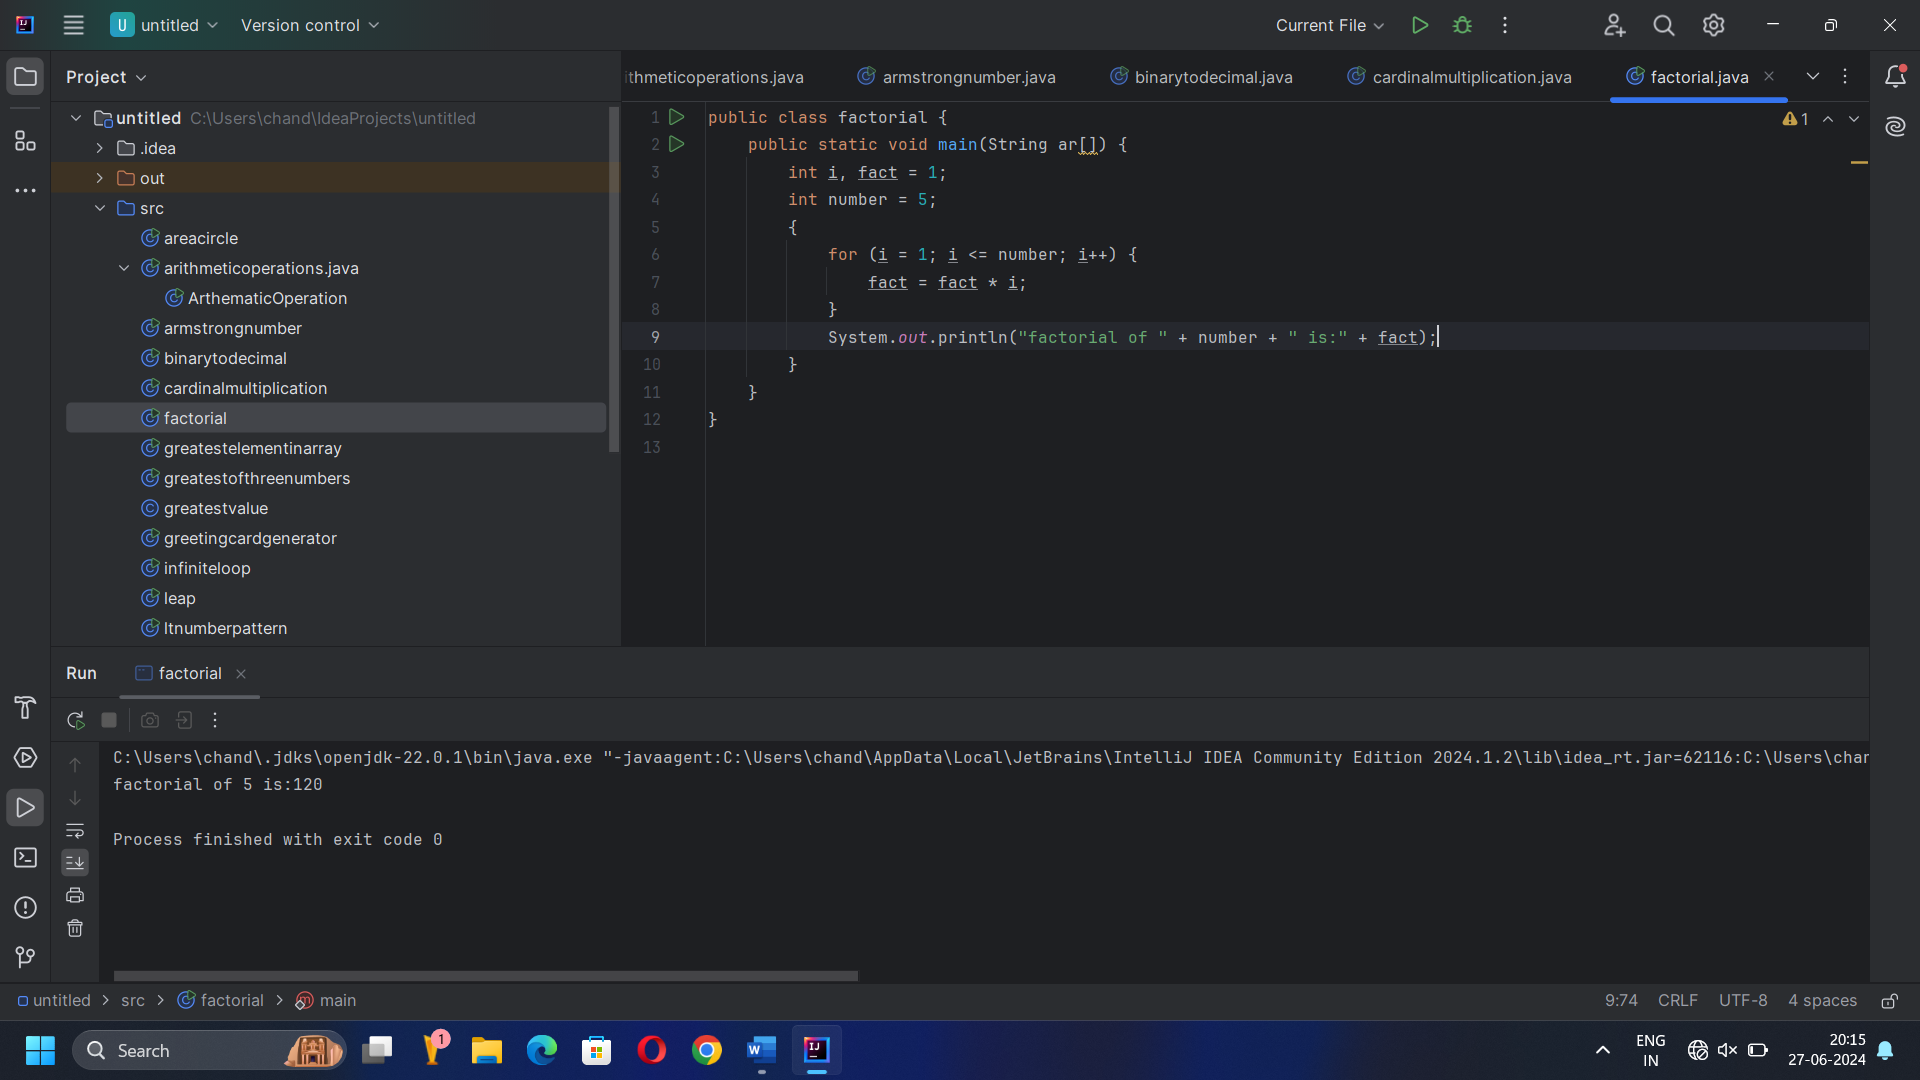 U untitled Version control Current File
Project
ithmeticoperations.java armstrongnumber.java binarytodecimal.java cardinalmultiplication.java factorial.java
untitled C:\Users\chand\IdeaProjects\untitled
.idea
out
src
areacircle
arithmeticoperations.java
ArthematicOperation
armstrongnumber
binarytodecimal
cardinalmultiplication
factorial
greatestelementinarray
greatestofthreenumbers
greatestvalue
greetingcardgenerator
infiniteloop
leap
ltnumberpattern
1 public class factorial {
2 public static void main(String ar[]) {
3 int i, fact = 1;
4 int number = 5;
5 {
6 for (i = 1; i <= number; i++) {
7 fact = fact * i;
8 }
9 System.out.println("factorial of " + number + " is:" + fact);
10 }
11 }
12 }
13
1
Run factorial
C:\Users\chand\.jdks\openjdk-22.0.1\bin\java.exe "-javaagent:C:\Users\chand\AppData\Local\JetBrains\IntelliJ IDEA Community Edition 2024.1.2\lib\idea_rt.jar=62116:C:\Users\char
factorial of 5 is:120
Process finished with exit code 0
untitled > src > factorial > main 9:74 CRLF UTF-8 4 spaces
Search
1
ENG
IN
20:15
27-06-2024